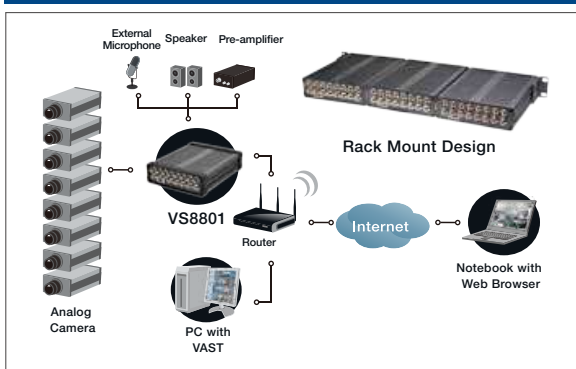 External
Microphone
Speaker
Pre-amplifier
Rack Mount Design
VS8801
Router
Internet
Notebook with
Web Browser
Analog
Camera
PC with
VAST